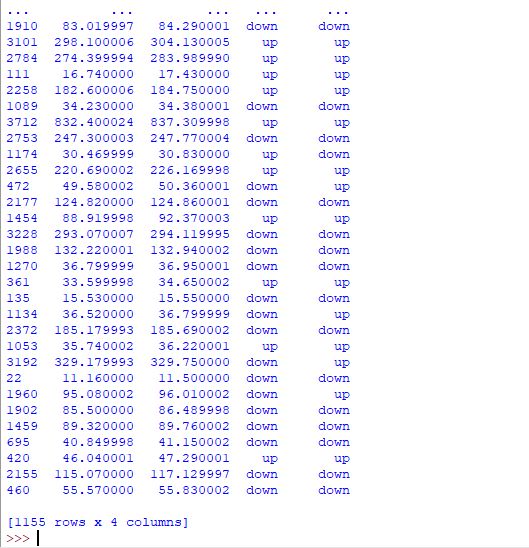 ... ... ... ... ...
1910 83.019997 84.290001 down down
3101 298.100006 304.130005 up up
2784 274.399994 283.989990 up up
111 16.740000 17.430000 up up
2258 182.600006 184.750000 up up
1089 34.230000 34.380001 down down
3712 832.400024 837.309998 up up
2753 247.300003 247.770004 down down
1174 30.469999 30.830000 up down
2655 220.690002 226.169998 up up
472 49.580002 50.360001 down up
2177 124.820000 124.860001 down down
1454 88.919998 92.370003 up up
3228 293.070007 294.119995 down down
1988 132.220001 132.940002 down down
1270 36.799999 36.950001 down down
361 33.599998 34.650002 up up
135 15.530000 15.550000 down down
1134 36.520000 36.799999 down up
2372 185.179993 185.690002 down down
1053 35.740002 36.220001 up up
3192 329.179993 329.750000 down up
22 11.160000 11.500000 down down
1960 95.080002 96.010002 down up
1902 85.500000 86.489998 down down
1459 89.320000 89.760002 down down
695 40.849998 41.150002 down down
420 46.040001 47.290001 up up
2155 115.070000 117.129997 down down
460 55.570000 55.830002 down down
[1155 rows x 4 columns]
>>>